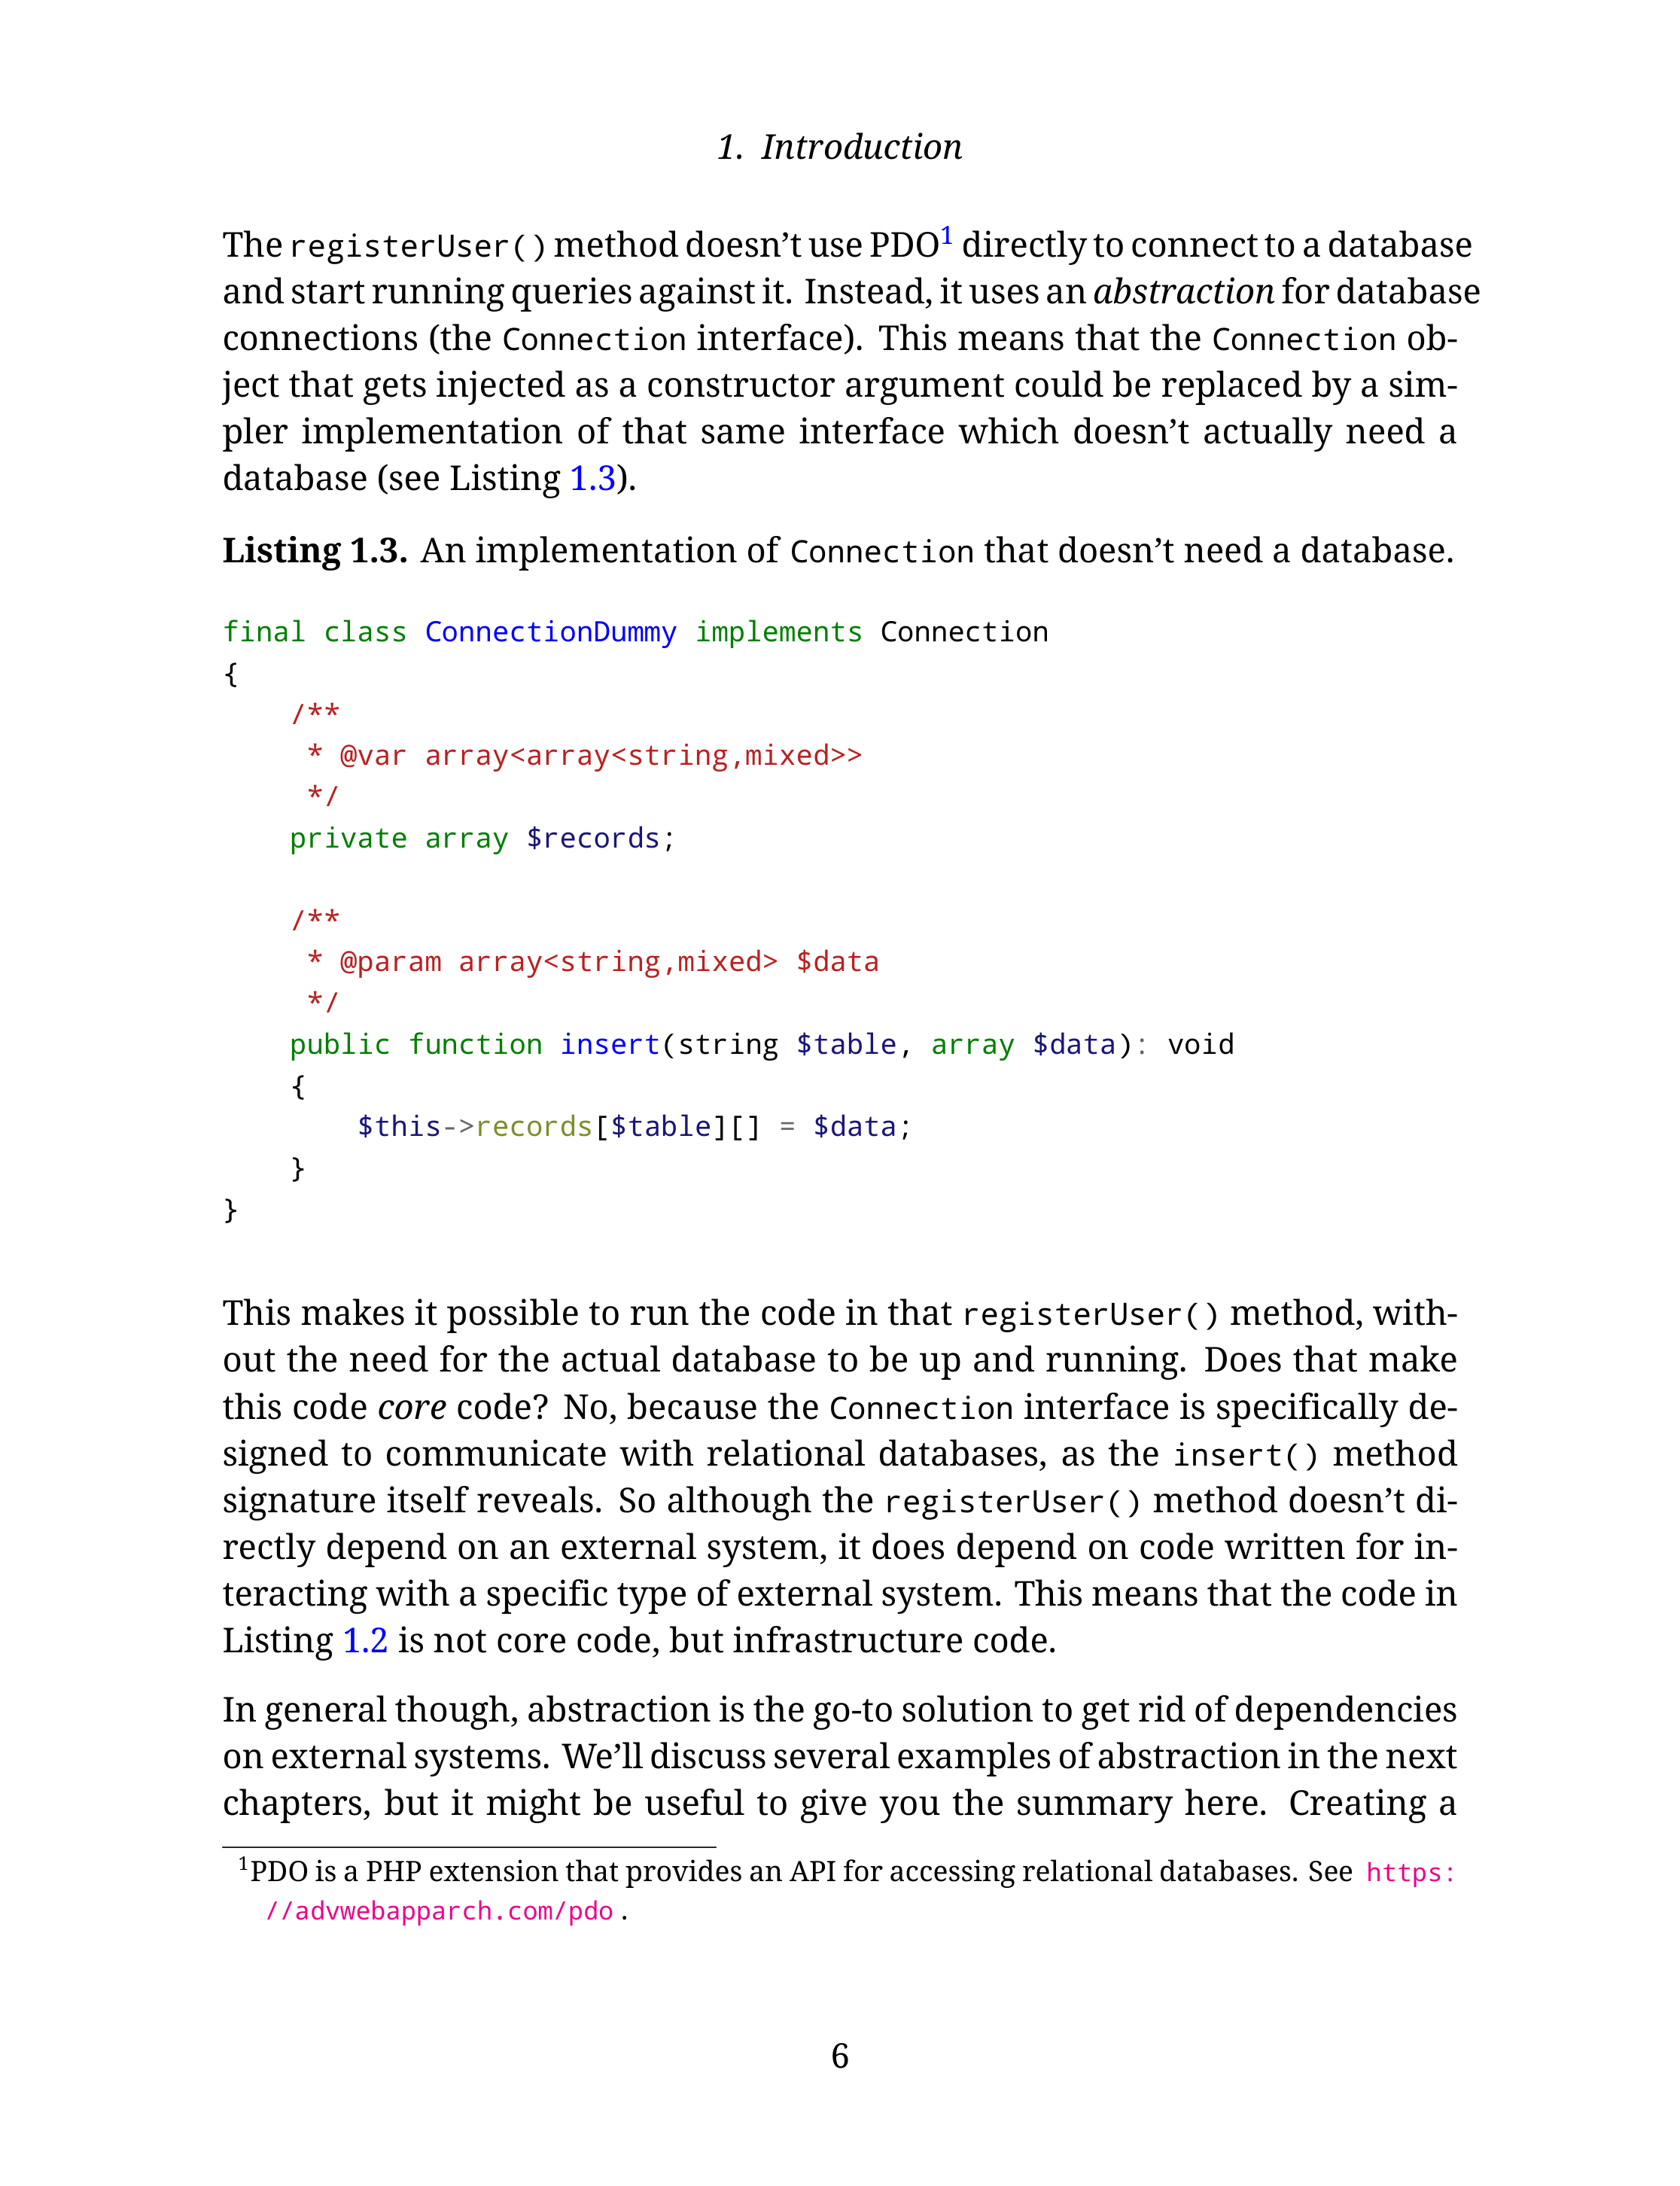 1. Introduction
The registerUser() method doesn’t use PDO1 directly to connect to a database
and start running queries against it. Instead, it uses an abstraction for database
connections (the Connection interface). This means that the Connection ob-
ject that gets injected as a constructor argument could be replaced by a sim-
pler implementation of that same interface which doesn’t actually need a
database (see Listing 1.3).
Listing 1.3. An implementation of Connection that doesn’t need a database.
final class ConnectionDummy implements Connection
{
    /**
     * @var array<array<string,mixed>>
     */
    private array $records;

    /**
     * @param array<string,mixed> $data
     */
    public function insert(string $table, array $data): void
    {
        $this->records[$table][] = $data;
    }
}
This makes it possible to run the code in that registerUser() method, with-
out the need for the actual database to be up and running. Does that make
this code core code? No, because the Connection interface is specifically de-
signed to communicate with relational databases, as the insert() method
signature itself reveals. So although the registerUser() method doesn’t di-
rectly depend on an external system, it does depend on code written for in-
teracting with a specific type of external system. This means that the code in
Listing 1.2 is not core code, but infrastructure code.
In general though, abstraction is the go-to solution to get rid of dependencies
on external systems. We’ll discuss several examples of abstraction in the next
chapters, but it might be useful to give you the summary here. Creating a
1PDO is a PHP extension that provides an API for accessing relational databases. See https:
//advwebapparch.com/pdo .
6